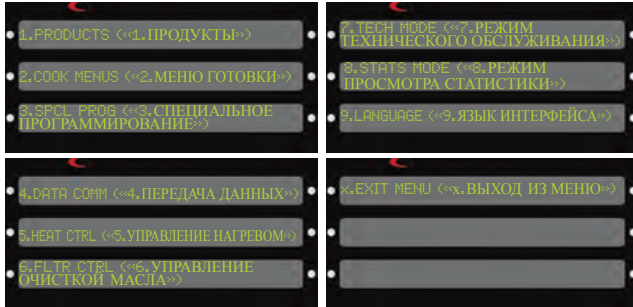 1.PRODUCTS («1.ПРОДУКТЫ»)
2.COOK MENUS («2.МЕНЮ ГОТОВКИ»)
3.SPCL PROG («3.СПЕЦИАЛЬНОЕ
ПРОГРАММИРОВАНИЕ»)
4.DATA COMM («4.ПЕРЕДАЧА ДАННЫХ»)
5.HEAT CTRL («5.УПРАВЛЕНИЕ НАГРЕВОМ»)
6.FLTR CTRL («6.УПРАВЛЕНИЕ
ОЧИСТКОЙ МАСЛА»)
7.TECH MODE («7.РЕЖИМ
ТЕХНИЧЕСКОГО ОБСЛУЖИВАНИЯ»)
8.STATS MODE («8.РЕЖИМ
ПРОСМОТРА СТАТИСТИКИ»)
9.LANGUAGE («9.ЯЗЫК ИНТЕРФЕЙСА»)
x.EXIT MENU («x.ВЫХОД ИЗ МЕНЮ»)